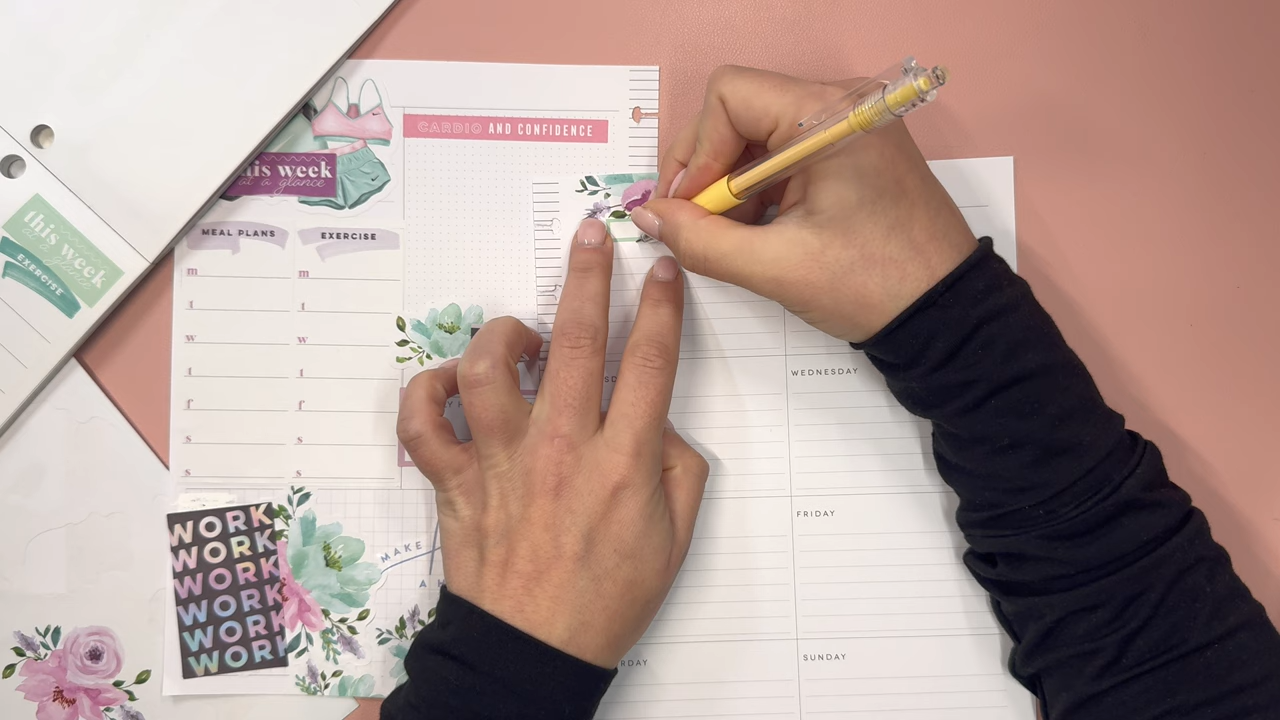 CARDIO AND CONFIDENCE
this week
at a glance
this week
at a glance
EXERCISE
MEAL PLANS
EXERCISE
m
m
t
t
w
w
t
t
f
f
s
s
s
s
WEDNESDAY
FRIDAY
SUNDAY
MAKE
WORK
WORK
WORK
WORK
WORK
WORK